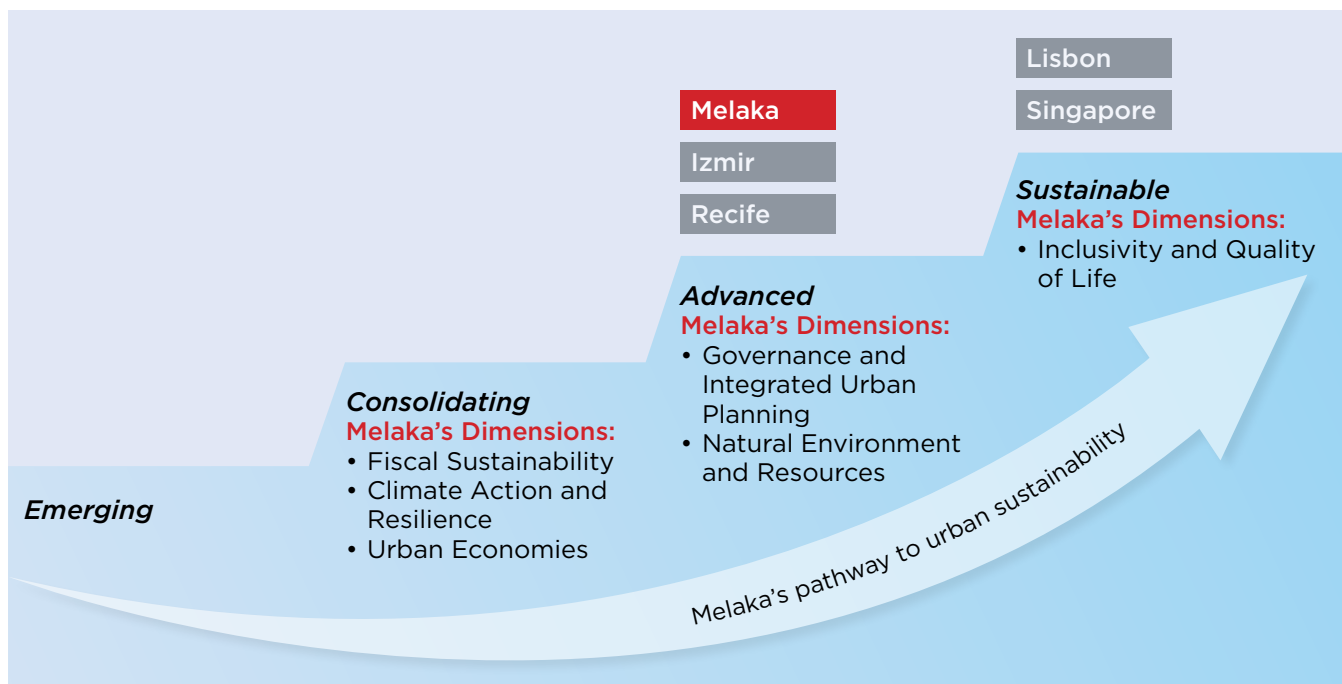 Lisbon
Singapore
Melaka
Izmir
Recife
Sustainable
Melaka’s Dimensions:
• Inclusivity and Quality
of Life
Advanced
Melaka’s Dimensions:
• Governance and
Integrated Urban
Planning
• Natural Environment
and Resources
Consolidating
Melaka’s Dimensions:
• Fiscal Sustainability
• Climate Action and
Resilience
• Urban Economies
Emerging
Melaka’s pathway to urban sustainability